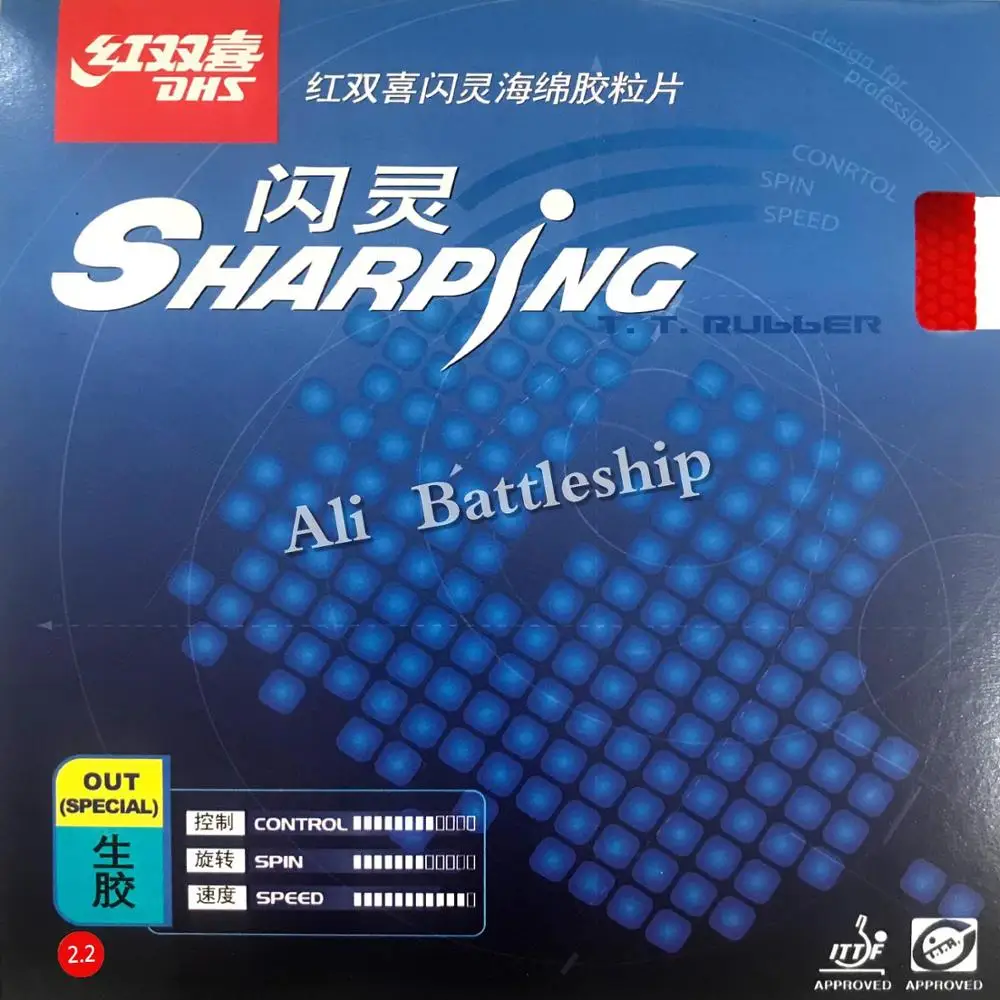 红双喜
DHS
红双喜闪灵海绵胶粒片
design for
professional
CONRTOL
SPIN
SPEED
闪灵
SHARPING
T. T. RUBBER
Ali Battleship
OUT
(SPECIAL)
生胶
控制 CONTROL
旋转 SPIN
速度 SPEED
2.2
ITTF
APPROVED
T.T.A.
APPROVED